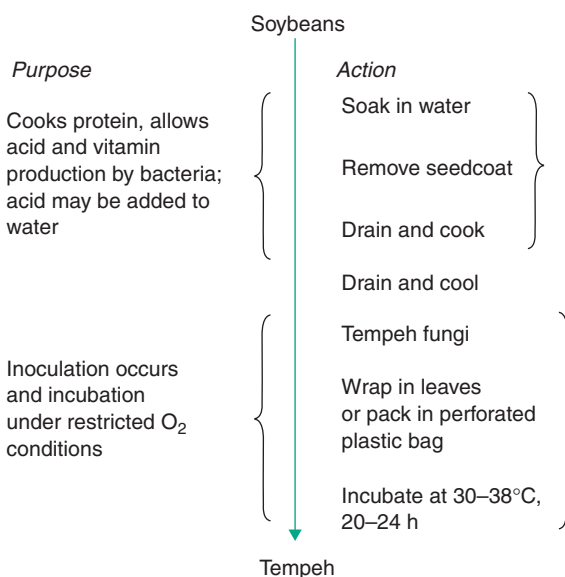 Soybeans
Purpose
Action
Cooks protein, allows
acid and vitamin
production by bacteria;
acid may be added to
water
Soak in water
Remove seedcoat
Drain and cook
Drain and cool
Inoculation occurs
and incubation
under restricted O₂
conditions
Tempeh fungi
Wrap in leaves
or pack in perforated
plastic bag
Incubate at 30–38°C,
20–24 h
Tempeh